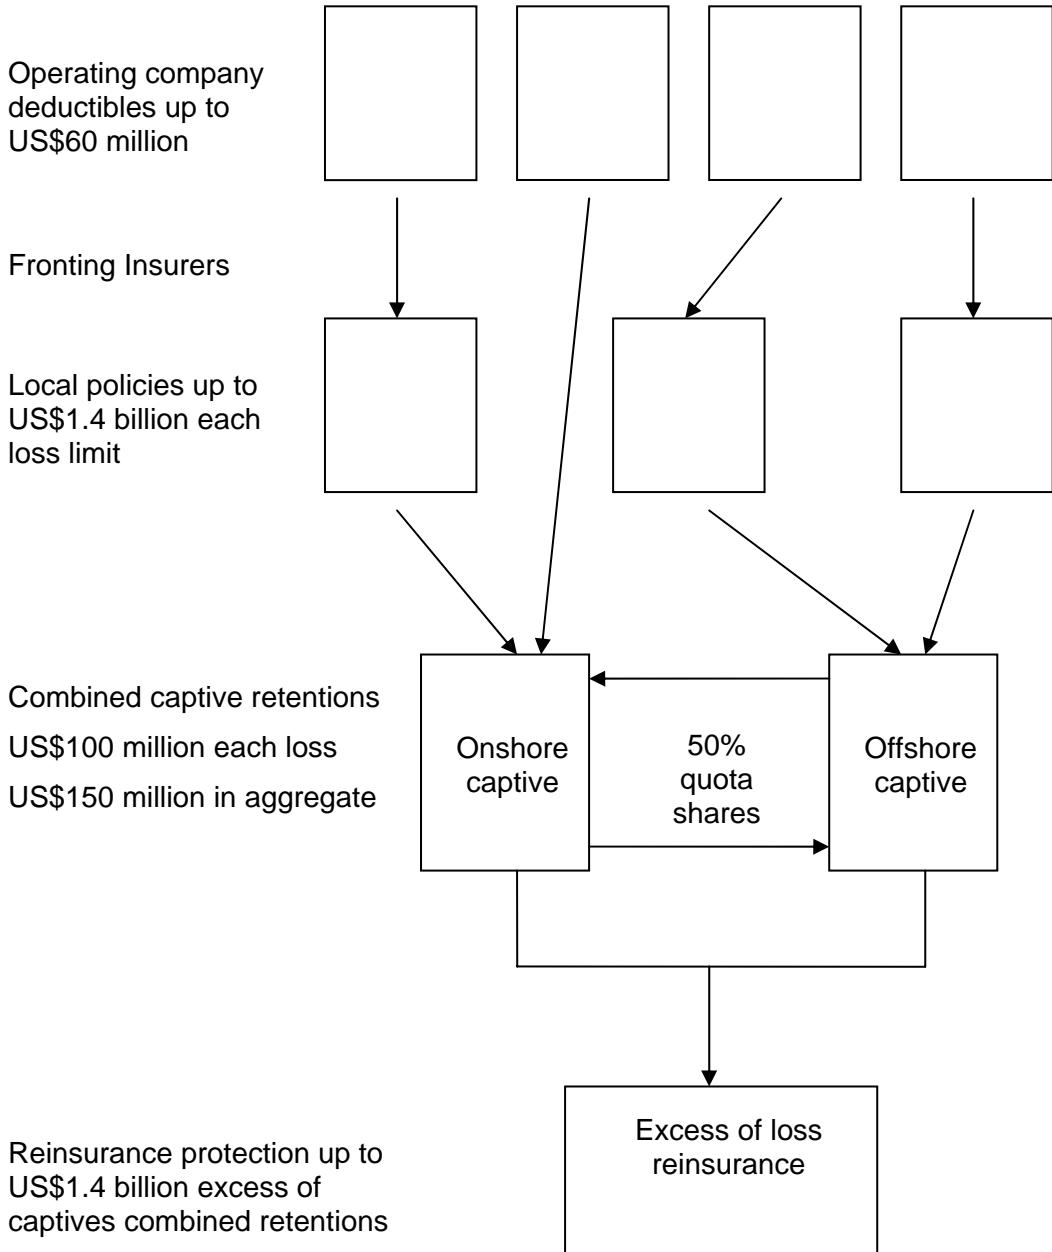 Operating company
deductibles up to
US$60 million
Fronting Insurers
Local policies up to
US$1.4 billion each
loss limit
Combined captive retentions
US$100 million each loss
US$150 million in aggregate
Onshore
captive
50%
quota
shares
Offshore
captive
Excess of loss
reinsurance
Reinsurance protection up to
US$1.4 billion excess of
captives combined retentions